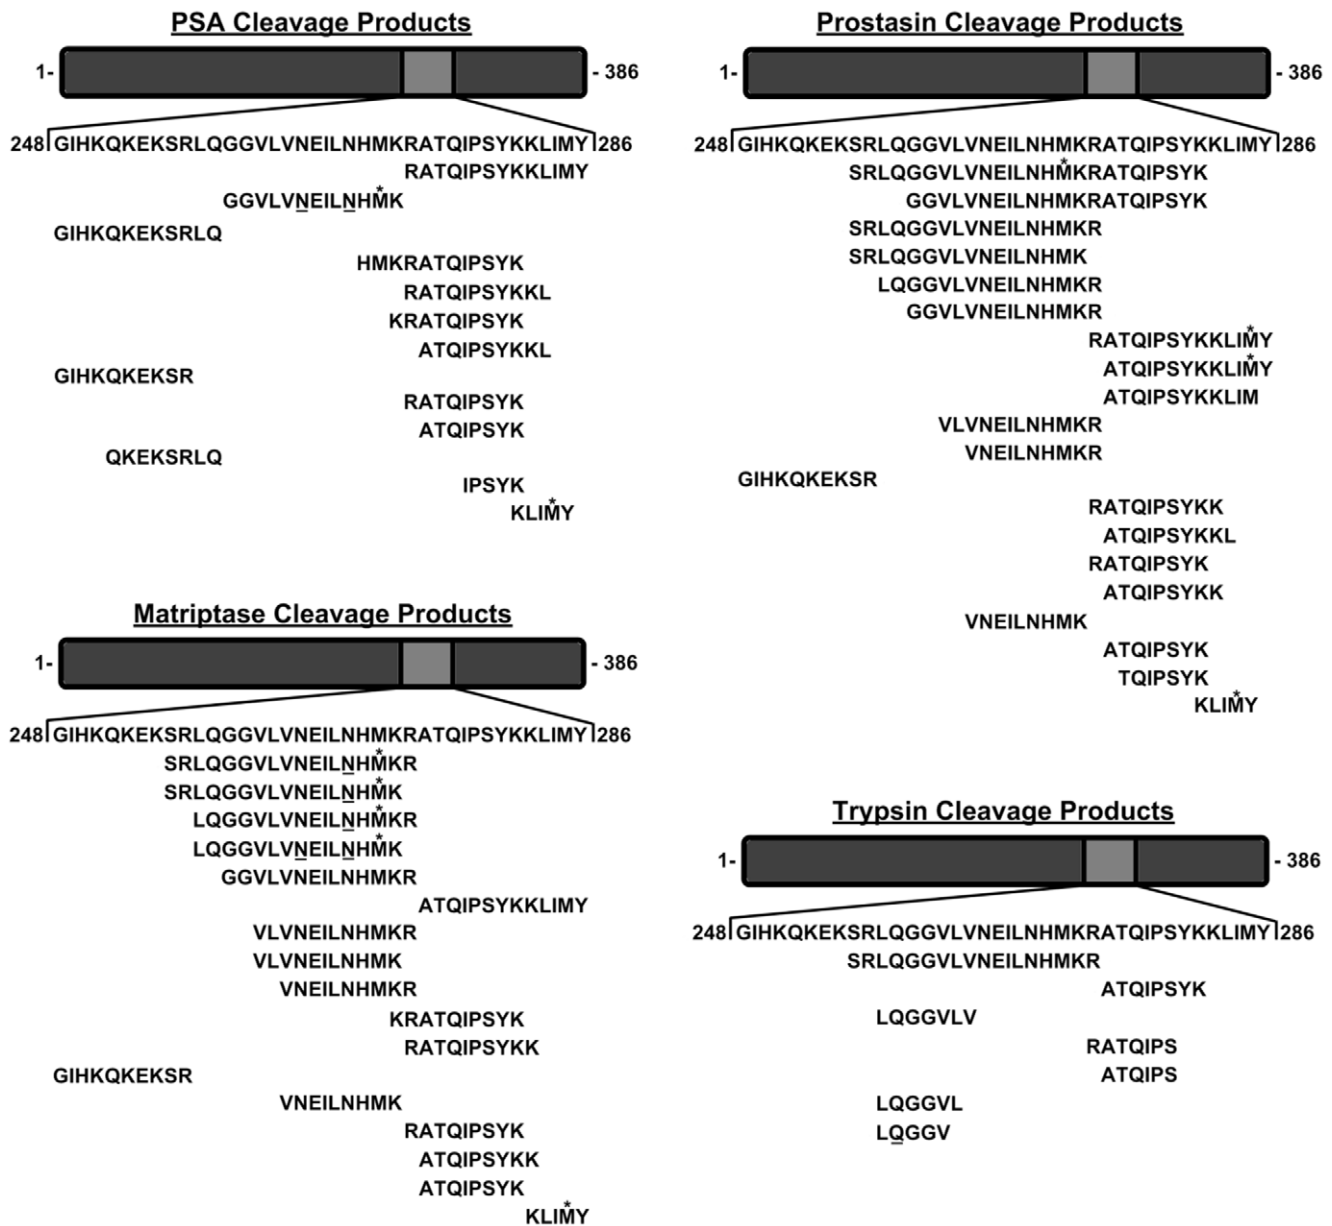 PSA Cleavage Products
1-
- 386
248 GIHKQKEKSRLQGGVLVNEILNHMKRATQIPSYKKLIMY 286
RATQIPSYKKLIMY
*
GGVLVNEILNHMK
GIHKQKEKSRLQ
HMKRATQIPSYK
RATQIPSYKKL
KRATQIPSYK
ATQIPSYKKL
GIHKQKEKSR
RATQIPSYK
ATQIPSYK
QKEKSRLQ
IPSYK
*
KLIMY
Matriptase Cleavage Products
1-
- 386
248 GIHKQKEKSRLQGGVLVNEILNHMKRATQIPSYKKLIMY 286
*
SRLQGGVLVNEILNHMKR
*
SRLQGGVLVNEILNHMK
*
LQGGVLVNEILNHMKR
*
LQGGVLVNEILNHMK
GGVLVNEILNHMKR
ATQIPSYKKLIMY
VLVNEILNHMKR
VLVNEILNHMK
VNEILNHMKR
KRATQIPSYK
RATQIPSYKK
GIHKQKEKSR
VNEILNHMK
RATQIPSYK
ATQIPSYKK
ATQIPSYK
*
KLIMY
Prostasin Cleavage Products
1-
- 386
248 GIHKQKEKSRLQGGVLVNEILNHMKRATQIPSYKKLIMY 286
*
SRLQGGVLVNEILNHMKRATQIPSYK
GGVLVNEILNHMKRATQIPSYK
SRLQGGVLVNEILNHMKR
SRLQGGVLVNEILNHMK
LQGGVLVNEILNHMKR
GGVLVNEILNHMKR
*
RATQIPSYKKLIMY
*
ATQIPSYKKLIMY
ATQIPSYKKLIM
VLVNEILNHMKR
VNEILNHMKR
GIHKQKEKSR
RATQIPSYKK
ATQIPSYKKL
RATQIPSYK
ATQIPSYKK
VNEILNHMK
ATQIPSYK
TQIPSYK
*
KLIMY
Trypsin Cleavage Products
1-
- 386
248 GIHKQKEKSRLQGGVLVNEILNHMKRATQIPSYKKLIMY 286
SRLQGGVLVNEILNHMKR
ATQIPSYK
LQGGVLV
RATQIPS
ATQIPS
LQGGVL
LQGGV